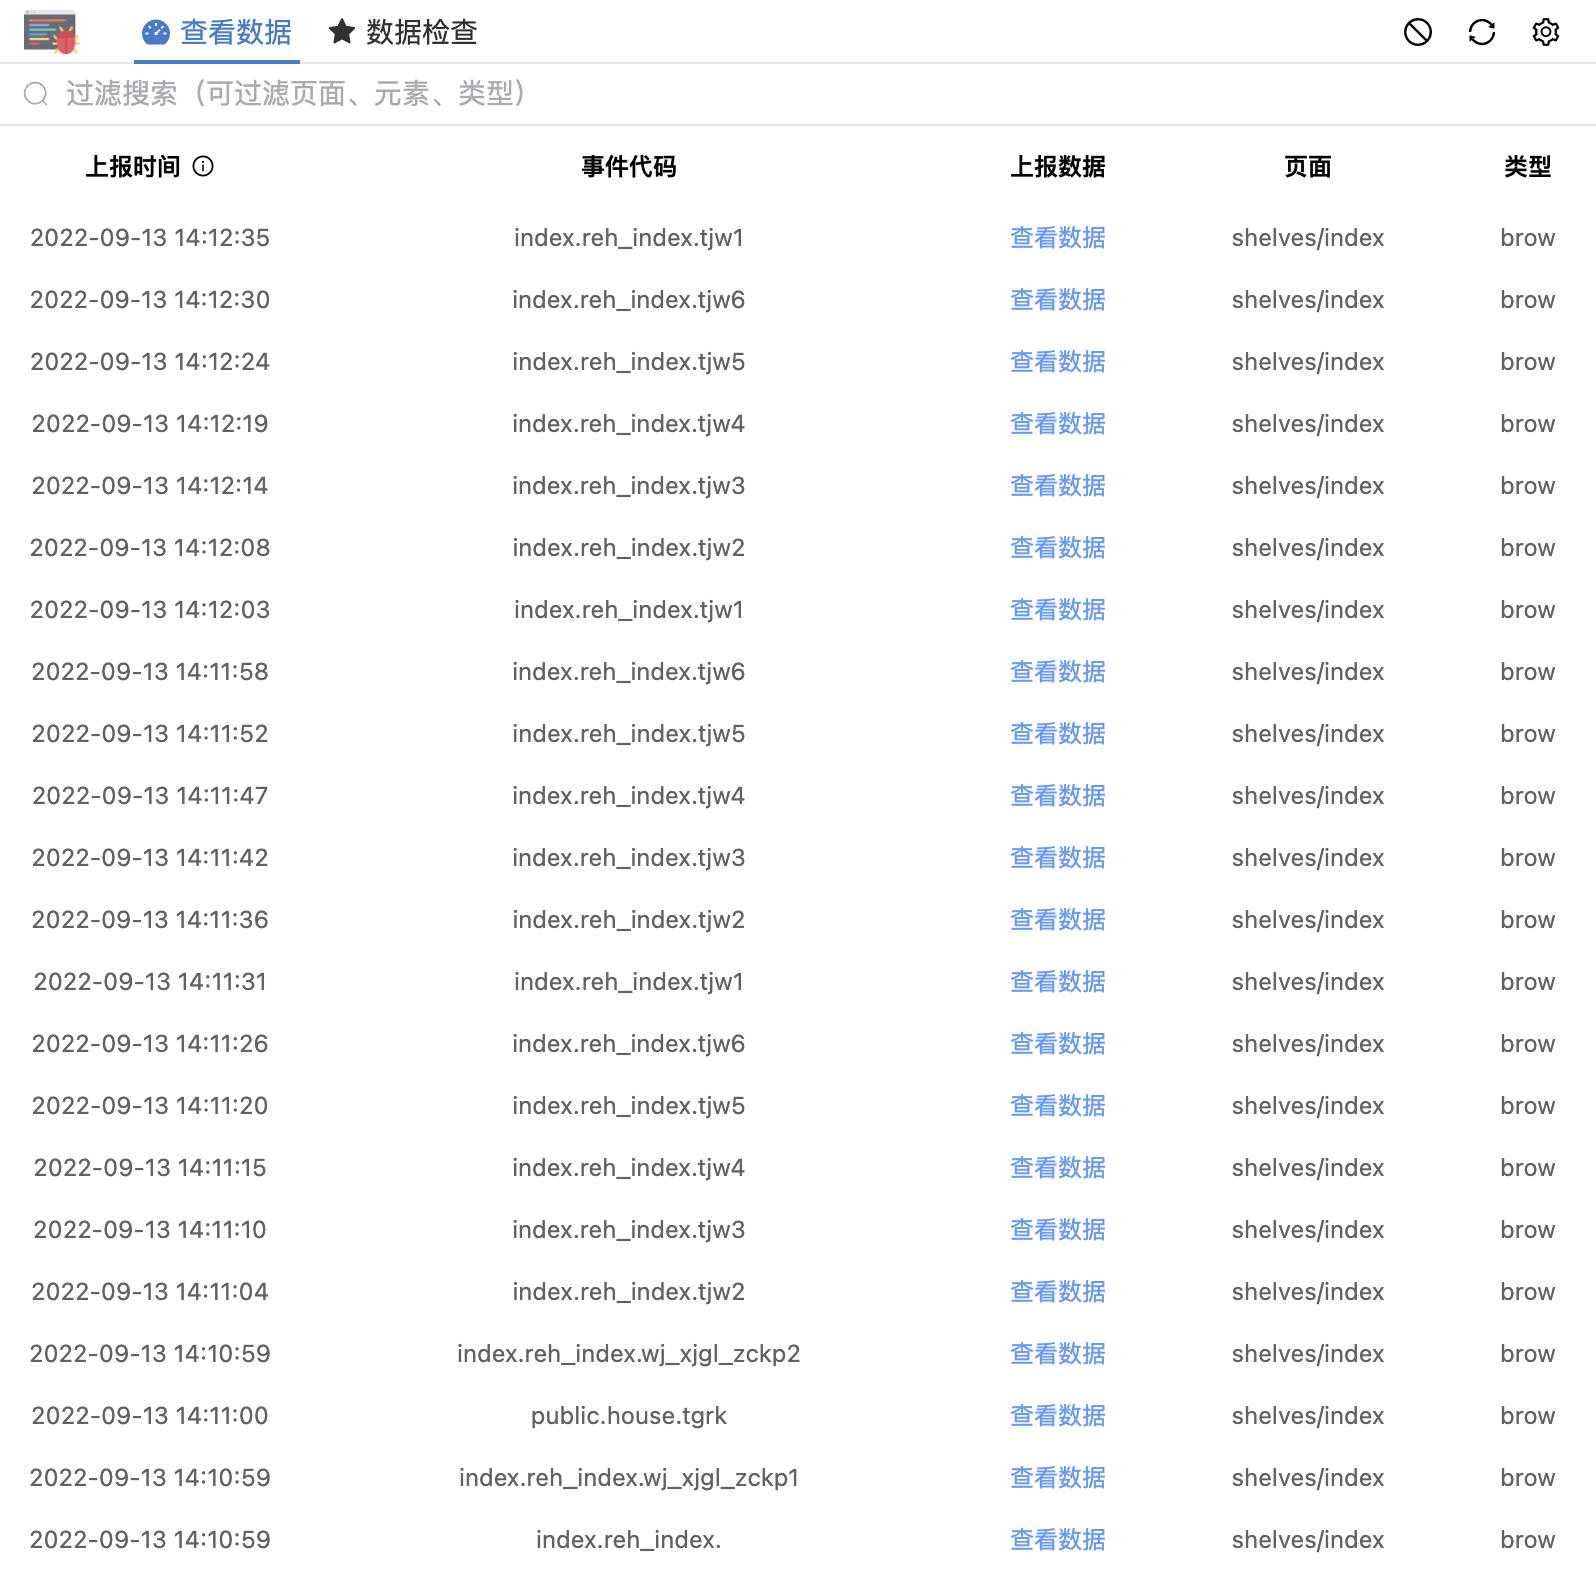 查看数据 数据检查
过滤搜索（可过滤页面、元素、类型）
上报时间 事件代码 上报数据 页面 类型
2022-09-13 14:12:35 index.reh_index.tjw1 查看数据 shelves/index brow
2022-09-13 14:12:30 index.reh_index.tjw6 查看数据 shelves/index brow
2022-09-13 14:12:24 index.reh_index.tjw5 查看数据 shelves/index brow
2022-09-13 14:12:19 index.reh_index.tjw4 查看数据 shelves/index brow
2022-09-13 14:12:14 index.reh_index.tjw3 查看数据 shelves/index brow
2022-09-13 14:12:08 index.reh_index.tjw2 查看数据 shelves/index brow
2022-09-13 14:12:03 index.reh_index.tjw1 查看数据 shelves/index brow
2022-09-13 14:11:58 index.reh_index.tjw6 查看数据 shelves/index brow
2022-09-13 14:11:52 index.reh_index.tjw5 查看数据 shelves/index brow
2022-09-13 14:11:47 index.reh_index.tjw4 查看数据 shelves/index brow
2022-09-13 14:11:42 index.reh_index.tjw3 查看数据 shelves/index brow
2022-09-13 14:11:36 index.reh_index.tjw2 查看数据 shelves/index brow
2022-09-13 14:11:31 index.reh_index.tjw1 查看数据 shelves/index brow
2022-09-13 14:11:26 index.reh_index.tjw6 查看数据 shelves/index brow
2022-09-13 14:11:20 index.reh_index.tjw5 查看数据 shelves/index brow
2022-09-13 14:11:15 index.reh_index.tjw4 查看数据 shelves/index brow
2022-09-13 14:11:10 index.reh_index.tjw3 查看数据 shelves/index brow
2022-09-13 14:11:04 index.reh_index.tjw2 查看数据 shelves/index brow
2022-09-13 14:10:59 index.reh_index.wj_xjgl_zckp2 查看数据 shelves/index brow
2022-09-13 14:11:00 public.house.tgrk 查看数据 shelves/index brow
2022-09-13 14:10:59 index.reh_index.wj_xjgl_zckp1 查看数据 shelves/index brow
2022-09-13 14:10:59 index.reh_index. 查看数据 shelves/index brow